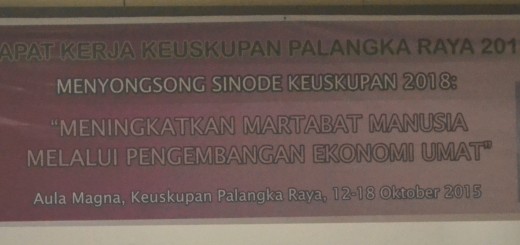 APAT KERJA KEUSKUPAN PALANGKA RAYA 201
MENYONGSONG SINODE KEUSKUPAN 2018:
"MENINGKATKAN MARTABAT MANUSIA
MELALUI PENGEMBANGAN EKONOMI UMAT"
Aula Magna, Keuskupan Palangka Raya, 12-18 Oktober 2015